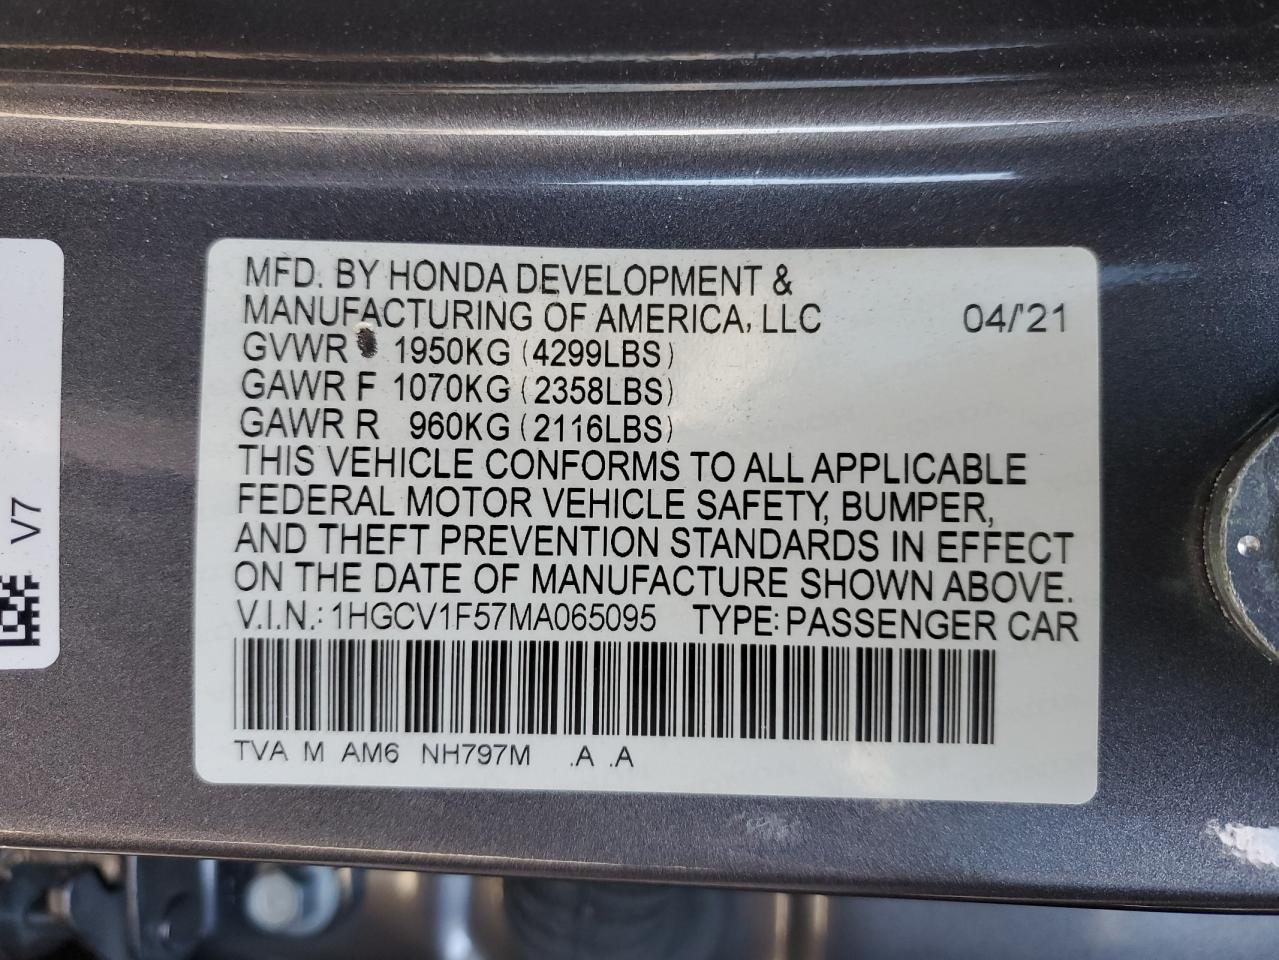 MFD. BY HONDA DEVELOPMENT &
MANUFACTURING OF AMERICA, LLC 04/'21
GVWR 1950KG (4299LBS)
GAWR F 1070KG (2358LBS)
GAWR R 960KG (2116LBS)
THIS VEHICLE CONFORMS TO ALL APPLICABLE
FEDERAL MOTOR VEHICLE SAFETY, BUMPER,
AND THEFT PREVENTION STANDARDS IN EFFECT
ON THE DATE OF MANUFACTURE SHOWN ABOVE.
V.I.N.: 1HGCV1F57MA065095 TYPE: PASSENGER CAR
TVA M AM6 NH797M .A .A
V7